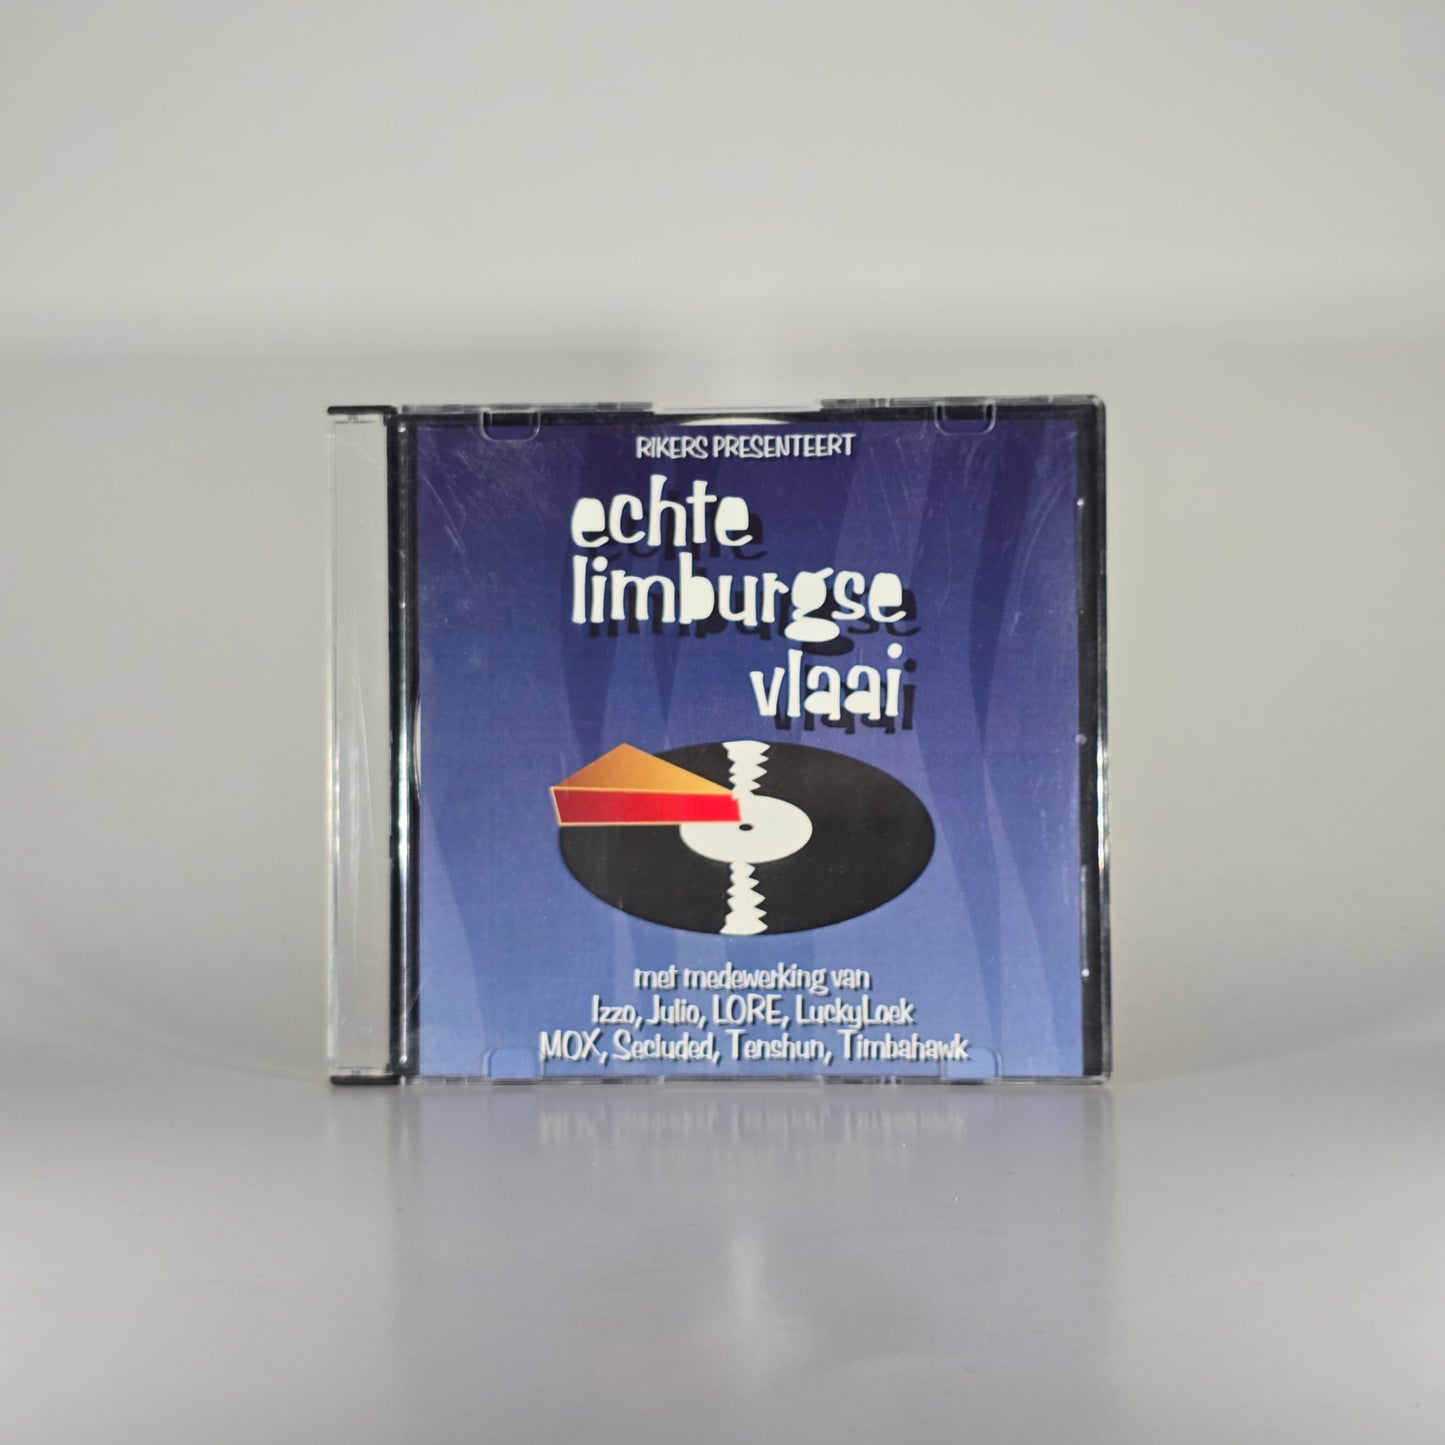 RIKERS PRESENTEERT
echte
limburgse
vlaai
met medewerking van
Izzo, Julio, LORE, LuckyLoek
MOX, Secluded, Tenshun, Timbahawk